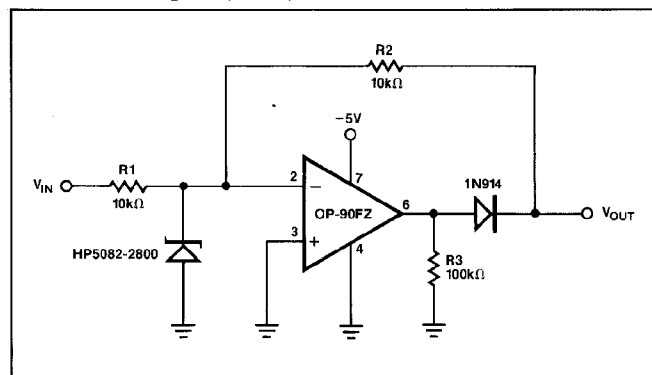 R2
10kΩ
−5V
R1
10kΩ
V_IN
2
−
7
OP-90FZ
6
1N914
V_OUT
3
+
4
HP5082-2800
R3
100kΩ